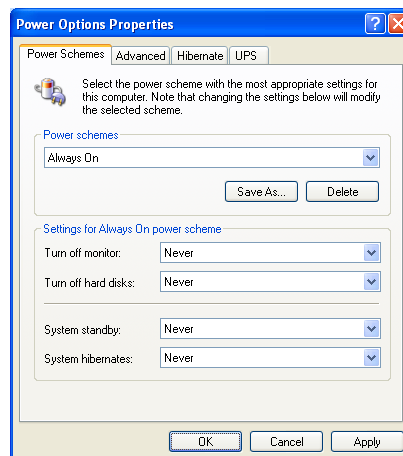 Power Options Properties
Power Schemes Advanced Hibernate UPS
Select the power scheme with the most appropriate settings for
this computer. Note that changing the settings below will modify
the selected scheme.
Power schemes
Always On
Save As... Delete
Settings for Always On power scheme
Turn off monitor: Never
Turn off hard disks: Never
System standby: Never
System hibernates: Never
OK Cancel Apply